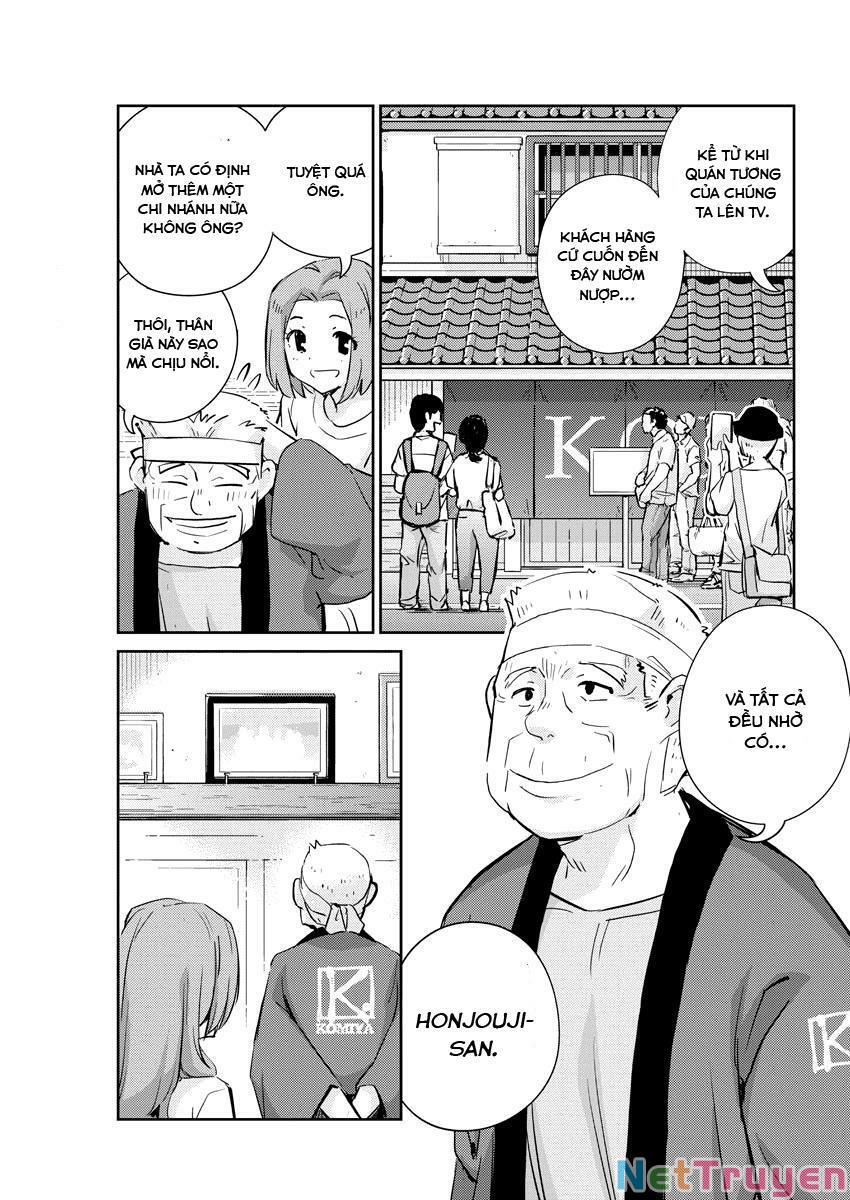 KỂ TỪ KHI
QUÁN TƯƠNG
CỦA CHÚNG
TA LÊN TV.
KHÁCH HÀNG
CỨ CUỐN ĐẾN
ĐÂY NƯỜM
NƯỢP...
K
TUYỆT QUÁ
ÔNG.
NHÀ TA CÓ ĐỊNH
MỞ THÊM MỘT
CHI NHÁNH NỮA
KHÔNG ÔNG?
THÔI, THÂN
GIÀ NÀY SAO
MÀ CHỊU NỔI.
VÀ TẤT CẢ
ĐỀU NHỜ
CÓ...
K
HONJOUJI-
SAN.
K.
KOMIYA
NetTruyen